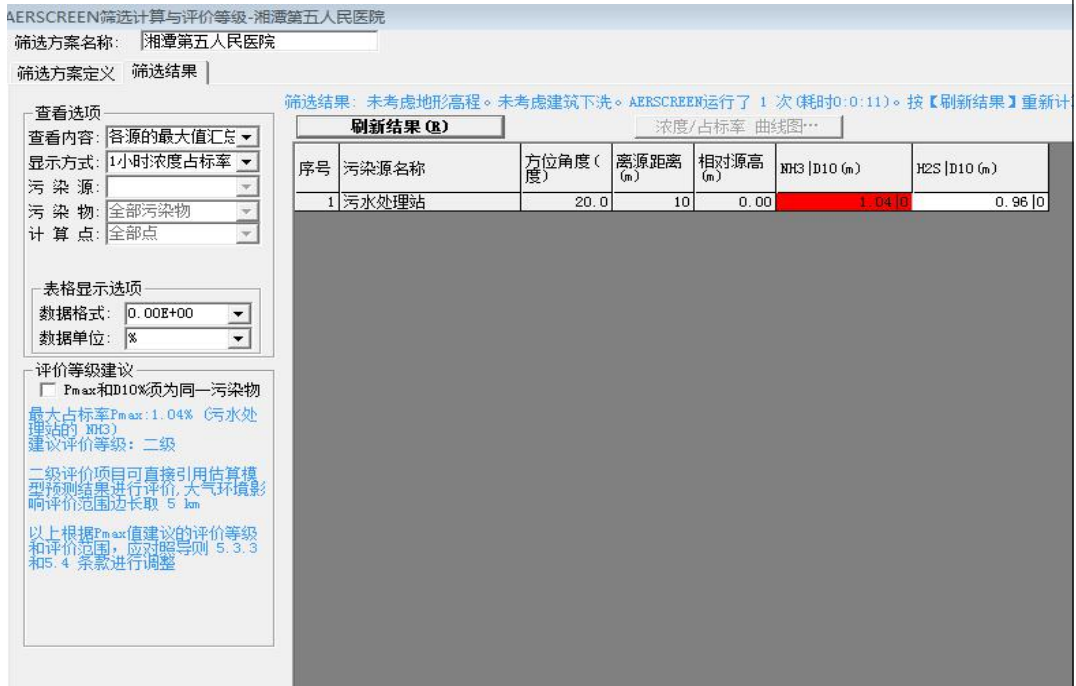 AERSCREEN筛选计算与评价等级-湘潭第五人民医院
筛选方案名称: 湘潭第五人民医院
筛选方案定义 筛选结果
筛选结果: 未考虑地形高程。未考虑建筑下洗。AERSCREEN运行了 1 次(耗时0:0:11)。按【刷新结果】重新计
刷新结果(R) 浓度/占标率 曲线图…
查看选项
查看内容: 各源的最大值汇总
显示方式: 1小时浓度占标率
污 染 源:
污 染 物: 全部污染物
计 算 点: 全部点
表格显示选项
数据格式: 0.00E+00
数据单位: %
评价等级建议
Pmax和D10%须为同一污染物
最大占标率Pmax:1.04% (污水处
理站的 NH3)
建议评价等级: 二级
二级评价项目可直接引用估算模
型预测结果进行评价,大气环境影
响评价范围边长取 5 km
以上根据Pmax值建议的评价等级
和评价范围, 应对照导则 5.3.3
和5.4 条款进行调整
序号 污染源名称 方位角度(度) 离源距离(m) 相对源高(m) NH3|D10(m) H2S|D10(m)
1 污水处理站 20.0 10 0.00 1.04|0 0.96|0